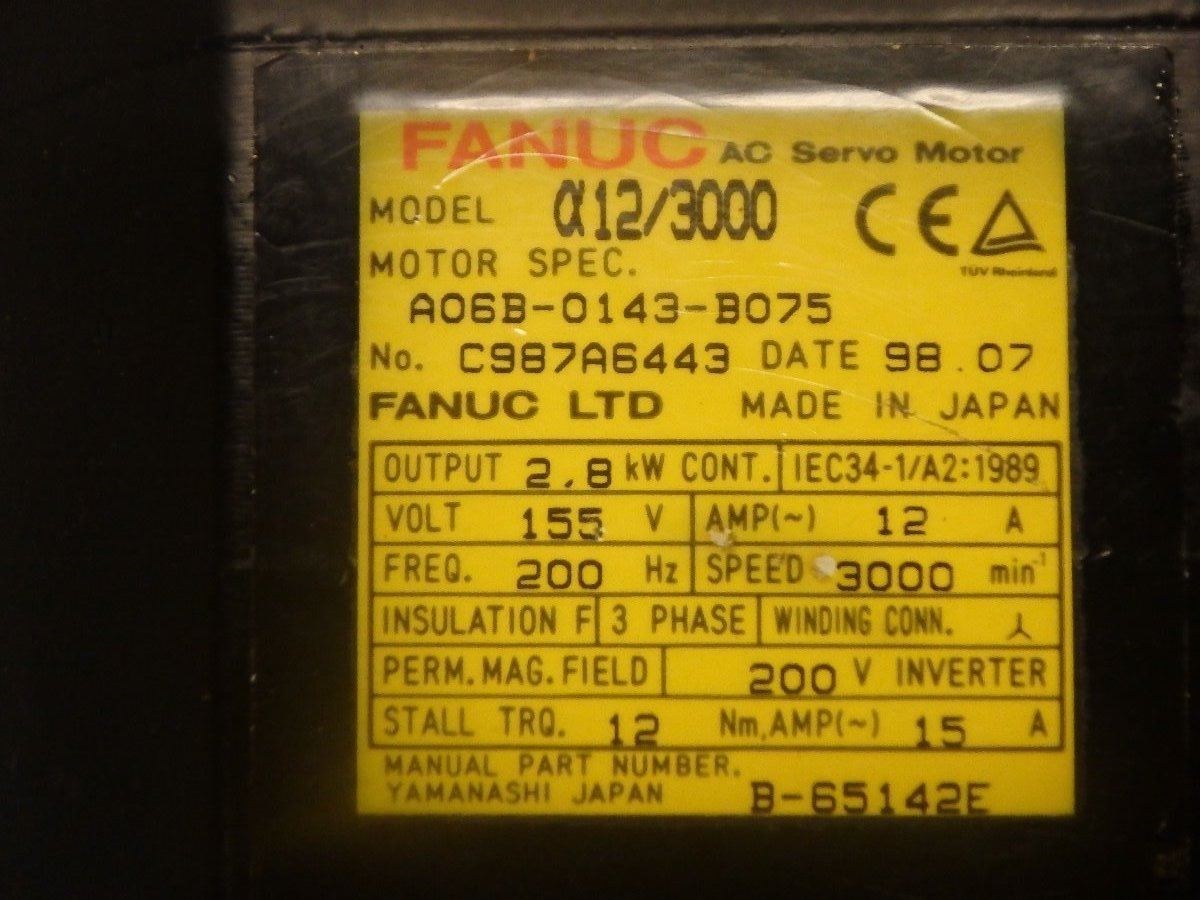 FANUC AC Servo Motor
MODEL α12/3000 CE
TÜV Rheinland
MOTOR SPEC.
A06B-0143-B075
No. C987A6443 DATE 98.07
FANUC LTD MADE IN JAPAN
OUTPUT 2.8 kW CONT. IEC34-1/A2:1989
VOLT 155 V AMP(~) 12 A
FREQ. 200 Hz SPEED 3000 min⁻¹
INSULATION F 3 PHASE WINDING CONN.
PERM.MAG.FIELD 200 V INVERTER
STALL TRQ. 12 Nm,AMP(~) 15 A
MANUAL PART NUMBER.
YAMANASHI JAPAN B-65142E